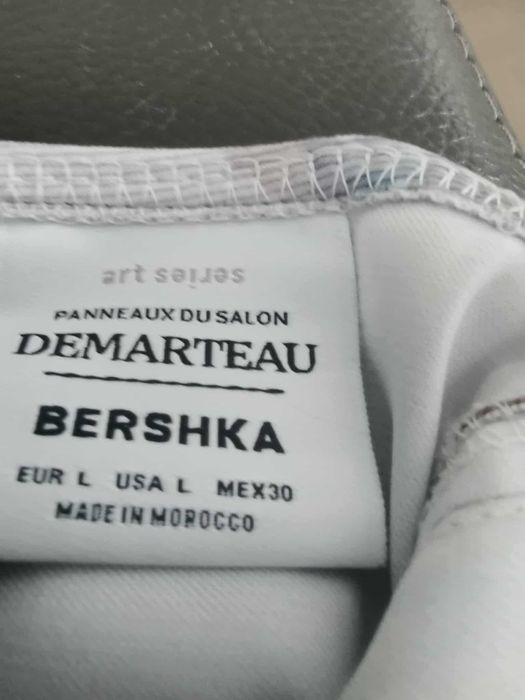 art series
PANNEAUX DU SALON
DEMARTEAU
BERSHKA
EUR L USA L MEX30
MADE IN MOROCCO